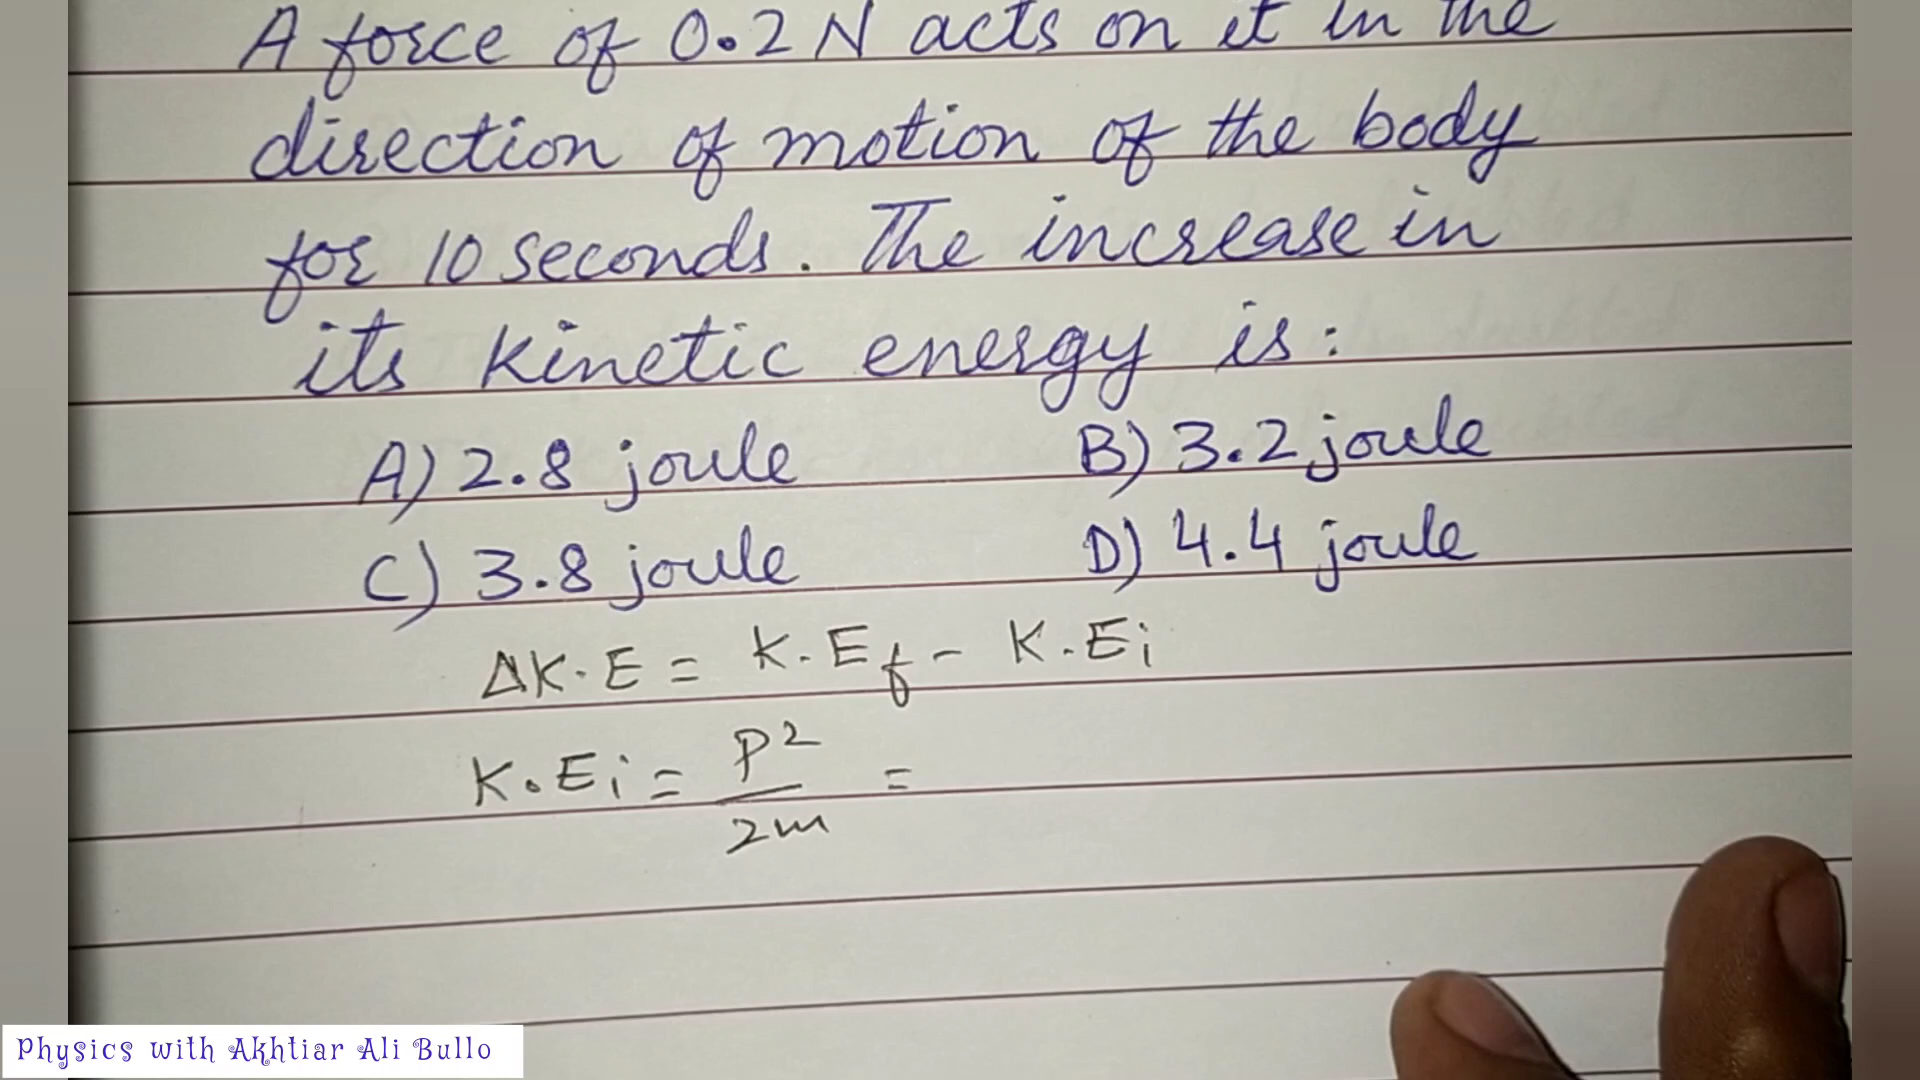 A force of 0.2 N acts on it in the
direction of motion of the body
for 10 seconds. The increase in
its kinetic energy is:
A) 2.8 joule B) 3.2 joule
C) 3.8 joule D) 4.4 joule
ΔK.E = K.Ef - K.Ei
K.Ei = P²/2m =
Physics with Akhtiar Ali Bullo